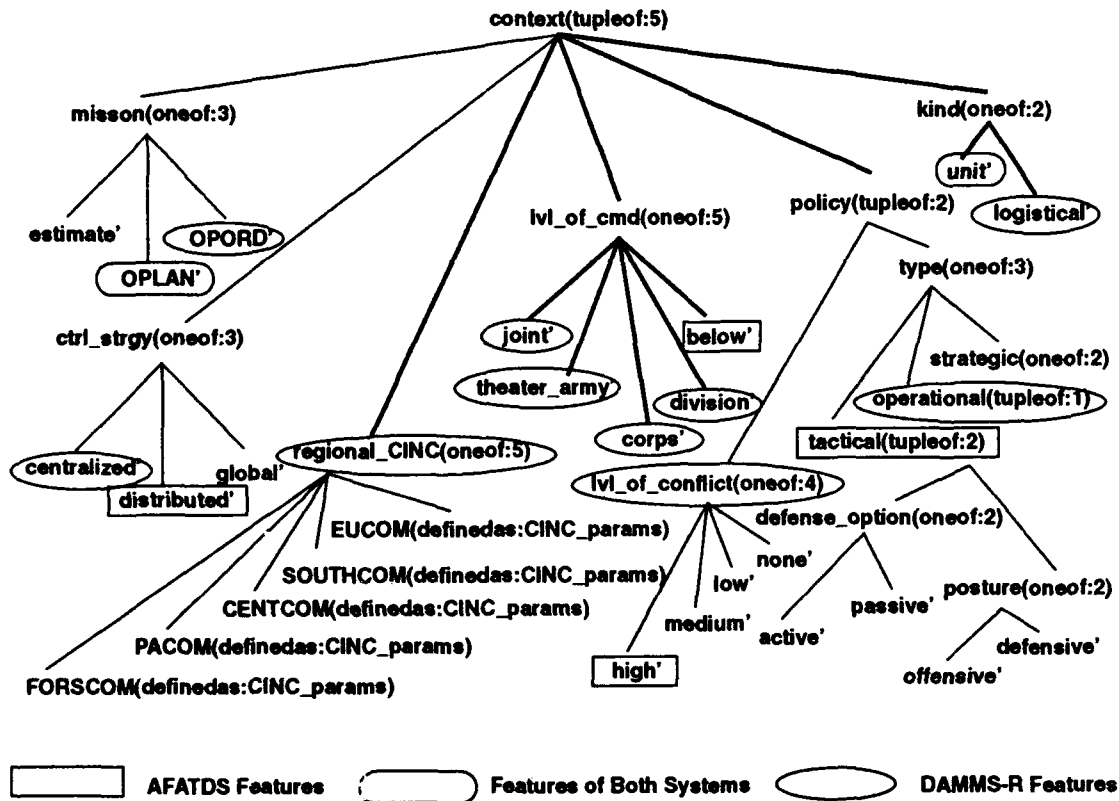 context(tupleof:5)
misson(oneof:3)
kind(oneof:2)
unit'
logistical'
lvl_of_cmd(oneof:5)
policy(tupleof:2)
estimate'
OPORD'
OPLAN'
type(oneof:3)
ctrl_strgy(oneof:3)
joint'
below'
strategic(oneof:2)
theater_army'
division'
operational(tupleof:1)
corps'
tactical(tupleof:2)
centralized'
distributed'
global'
regional_CINC(oneof:5)
lvl_of_conflict(oneof:4)
defense_option(oneof:2)
EUCOM(definedas:CINC_params)
SOUTHCOM(definedas:CINC_params)
CENTCOM(definedas:CINC_params)
PACOM(definedas:CINC_params)
FORSCOM(definedas:CINC_params)
none'
low'
medium'
high'
active'
passive'
posture(oneof:2)
defensive'
offensive'
AFATDS Features
Features of Both Systems
DAMMS-R Features